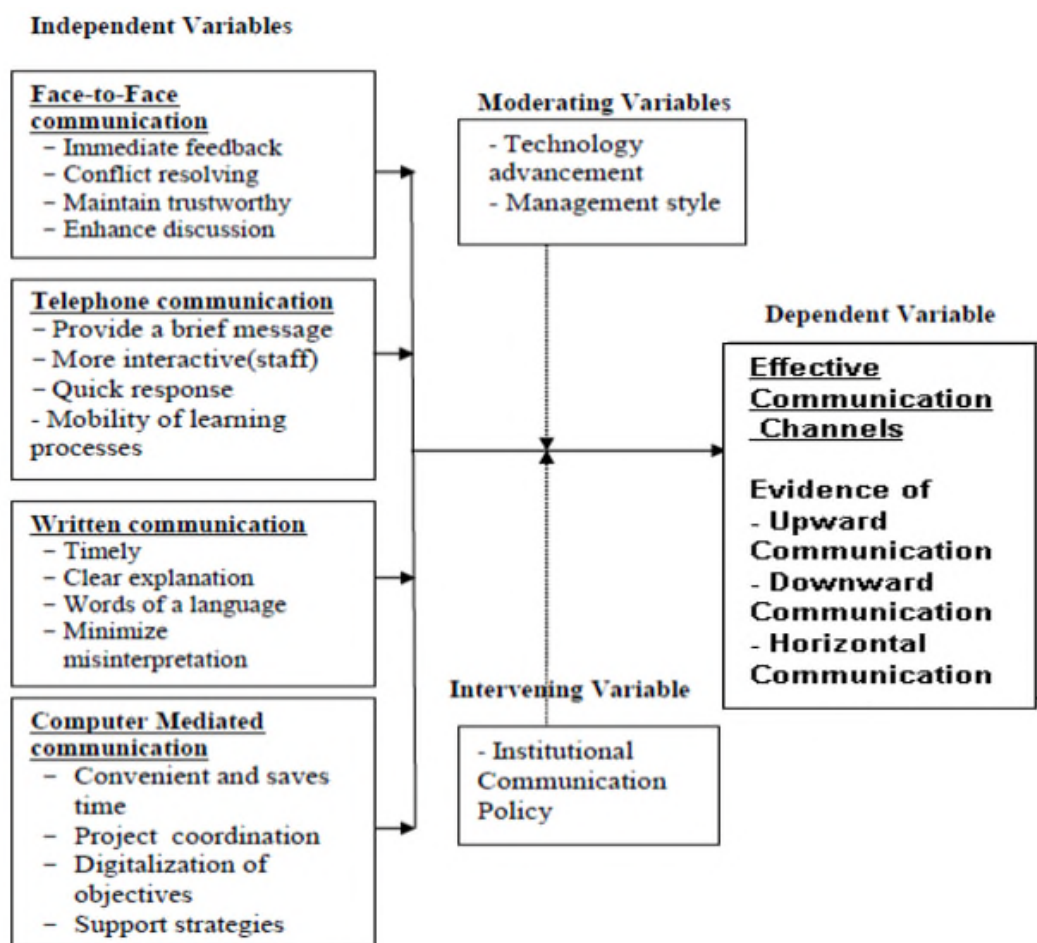 Independent Variables
Face-to-Face
communication
− Immediate feedback
− Conflict resolving
− Maintain trustworthy
− Enhance discussion
Telephone communication
− Provide a brief message
− More interactive(staff)
− Quick response
- Mobility of learning
processes
Written communication
− Timely
− Clear explanation
− Words of a language
− Minimize
misinterpretation
Computer Mediated
communication
− Convenient and saves
time
− Project coordination
− Digitalization of
objectives
− Support strategies
Moderating Variables
- Technology
advancement
- Management style
Intervening Variable
- Institutional
Communication
Policy
Dependent Variable
Effective
Communication
Channels
Evidence of
- Upward
Communication
- Downward
Communication
- Horizontal
Communication